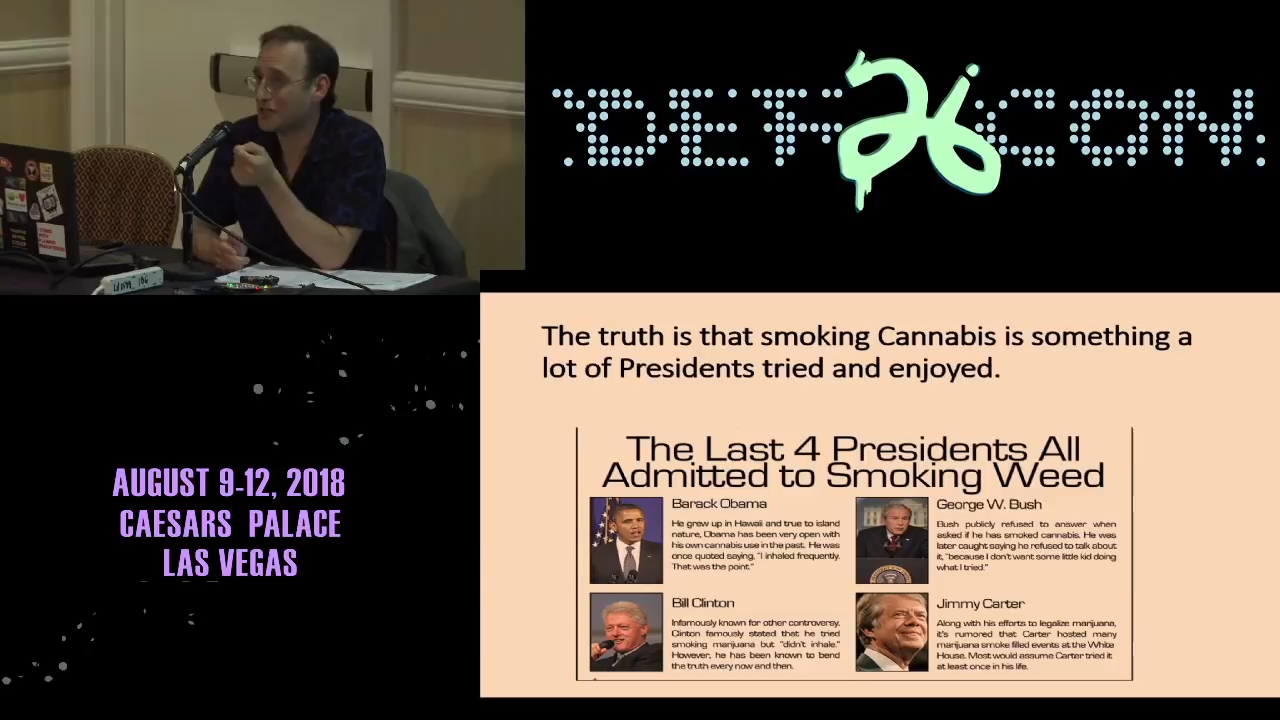 DEF 26 CON
The truth is that smoking Cannabis is something a
lot of Presidents tried and enjoyed.
The Last 4 Presidents All
Admitted to Smoking Weed
Barack Obama
He grew up in Hawaii and true to island
nature, Obama has been very open with
his own cannabis use in the past. He was
once quoted saying, "I inhaled frequently.
That was the point."
George W. Bush
Bush publicly refused to answer when
asked if he has smoked cannabis. He was
later caught saying he refused to talk about
it, "because I don't want some little kid doing
what I tried."
Bill Clinton
Infamously known for other controversy,
Clinton famously stated that he tried
smoking marijuana but "didn't inhale."
However, he has been known to bend
the truth every now and then.
Jimmy Carter
Along with his efforts to legalize marijuana,
it's rumored that Carter hosted many
marijuana smoke filled events at the White
House. Most would assume Carter tried it
at least once in his life.
AUGUST 9-12, 2018
CAESARS PALACE
LAS VEGAS